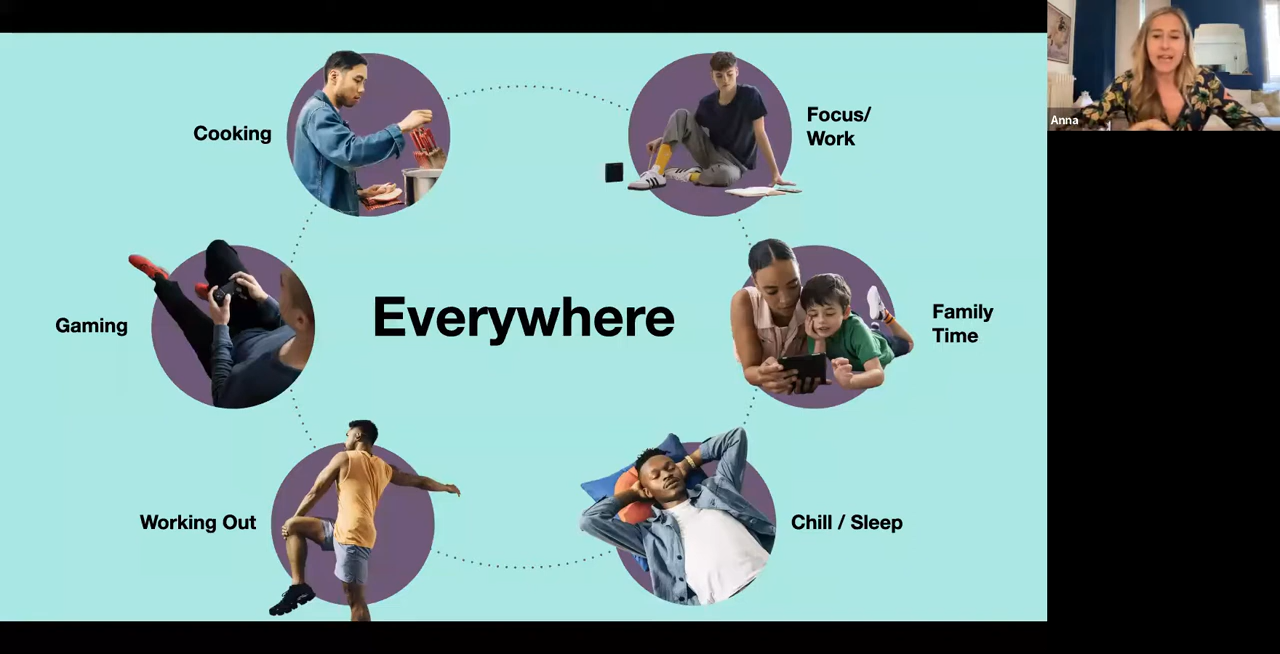 Cooking
Focus/
Work
Anna
Gaming
Everywhere
Family
Time
Working Out
Chill / Sleep